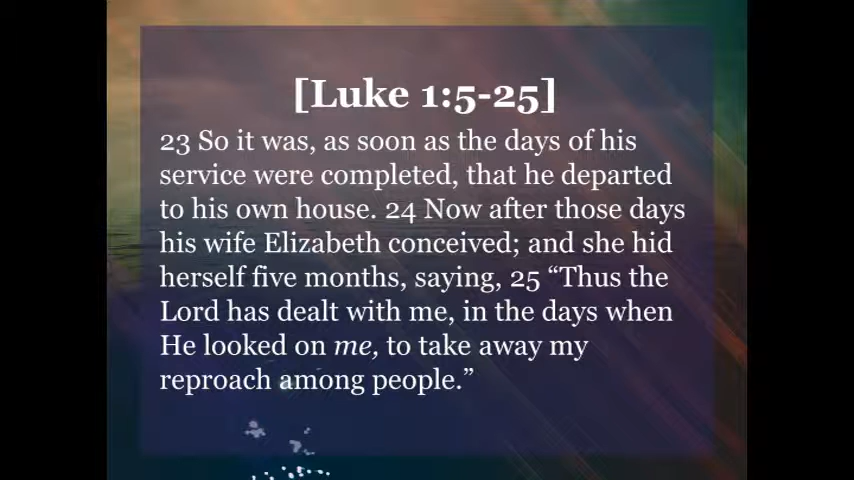 [Luke 1:5-25]
23 So it was, as soon as the days of his
service were completed, that he departed
to his own house. 24 Now after those days
his wife Elizabeth conceived; and she hid
herself five months, saying, 25 “Thus the
Lord has dealt with me, in the days when
He looked on me, to take away my
reproach among people.”